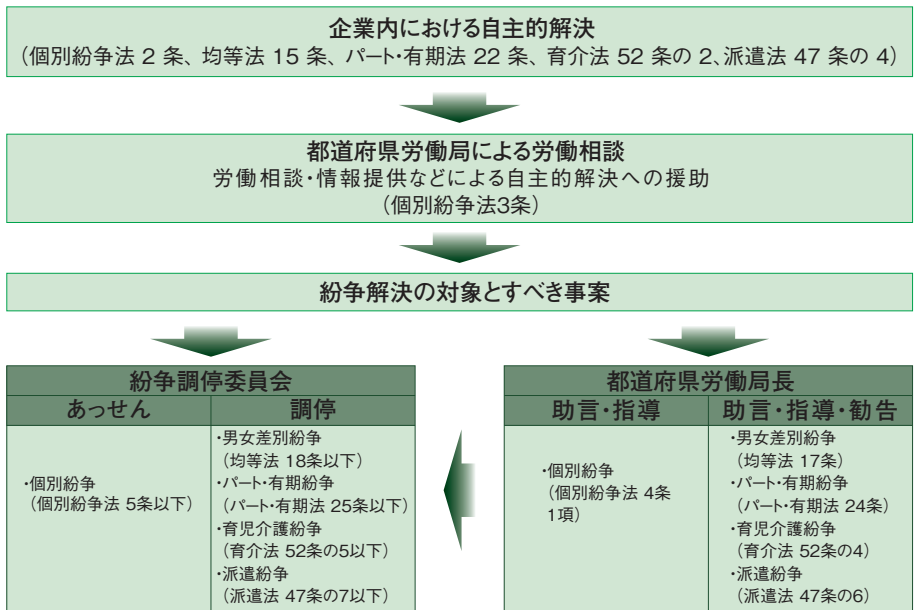 企業内における自主的解決
(個別紛争法 2 条、均等法 15 条、パート・有期法 22 条、育介法 52 条の 2、派遣法 47 条の 4)
都道府県労働局による労働相談
労働相談・情報提供などによる自主的解決への援助
(個別紛争法3条)
紛争解決の対象とすべき事案
紛争調停委員会
あっせん
調停
・個別紛争
(個別紛争法 5条以下)
・男女差別紛争
(均等法 18条以下)
・パート・有期紛争
(パート・有期法 25条以下)
・育児介護紛争
(育介法 52条の5以下)
・派遣紛争
(派遣法 47条の7以下)
都道府県労働局長
助言・指導
助言・指導・勧告
・個別紛争
(個別紛争法 4条
1項)
・男女差別紛争
(均等法 17条)
・パート・有期紛争
(パート・有期法 24条)
・育児介護紛争
(育介法 52条の4)
・派遣紛争
(派遣法 47条の6)